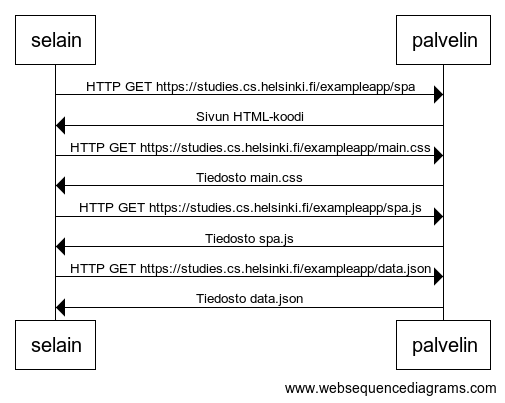 selain
palvelin
HTTP GET https://studies.cs.helsinki.fi/exampleapp/spa
Sivun HTML-koodi
HTTP GET https://studies.cs.helsinki.fi/exampleapp/main.css
Tiedosto main.css
HTTP GET https://studies.cs.helsinki.fi/exampleapp/spa.js
Tiedosto spa.js
HTTP GET https://studies.cs.helsinki.fi/exampleapp/data.json
Tiedosto data.json
selain
palvelin
www.websequencediagrams.com